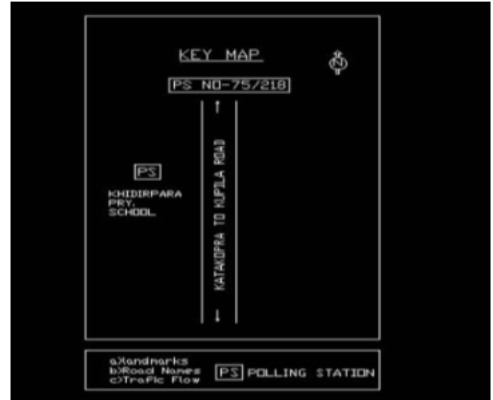 KEY MAP
N
PS NO-75/218
PS
KHIDIRPARA
PRY.
SCHOOL
KATAKOPRA TO KUPILA ROAD
a)landmarks
b)Road Names
c)Trafic Flow
PS POLLING STATION